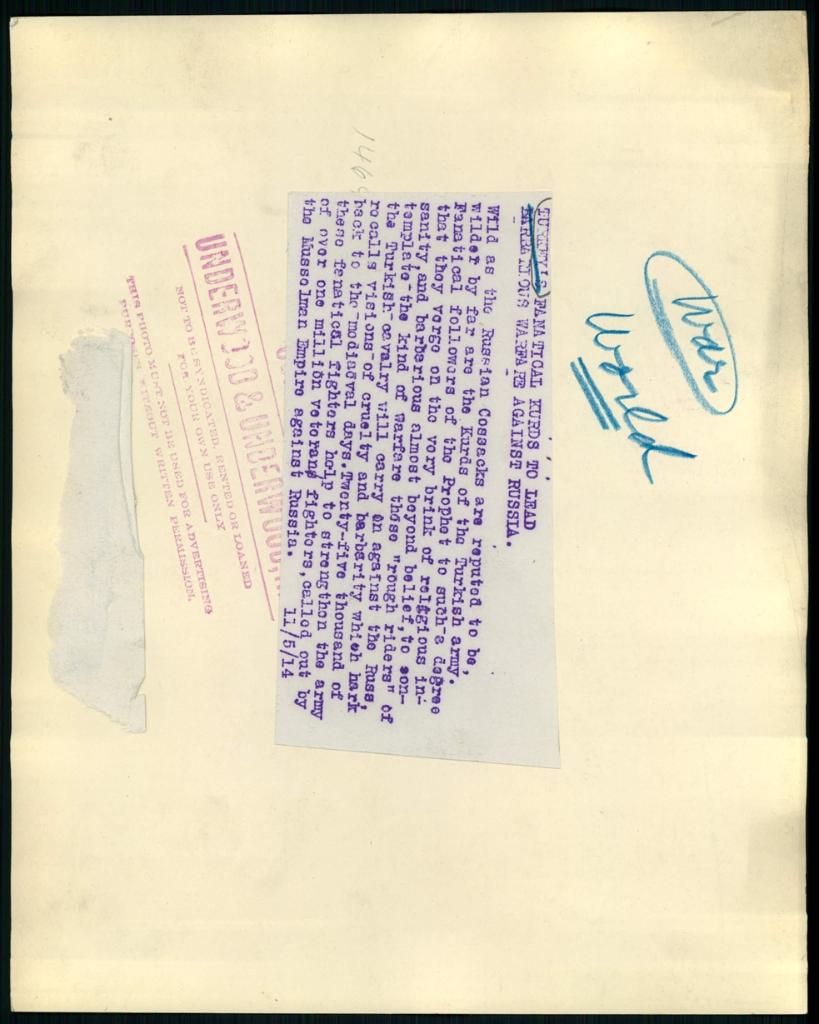 War
World
1469
TURKEY'S FANATICAL KURDS TO LEAD
WARFARE AGAINST RUSSIA.
Wild as the Russian Cossacks are reputed to be,
wilder by far are the Kurds of the Turkish army.
Fanatical followers of the Prophet to such a degree
that they verge on the very brink of religious in-
sanity, and barbarious almost beyond belief, to con-
template the kind of warfare these "rough riders" of
the Turkish cavalry will carry on against the Russ,
recalls visions of cruelty and barbarity which hark
back to the mediaeval days. Twenty-five thousand of
these fanatical fighters help to strengthen the army
of over one million veterans fighters, called out by
the Mussolman Empire against Russia. 11/5/14
UNDERWOOD & UNDERWOOD,
NOT TO BE SYNDICATED, RENTED OR LOANED
FOR YOUR OWN USE ONLY
THIS PHOTO MUST NOT BE USED FOR ADVERTISING
WITHOUT WRITTEN PERMISSION.